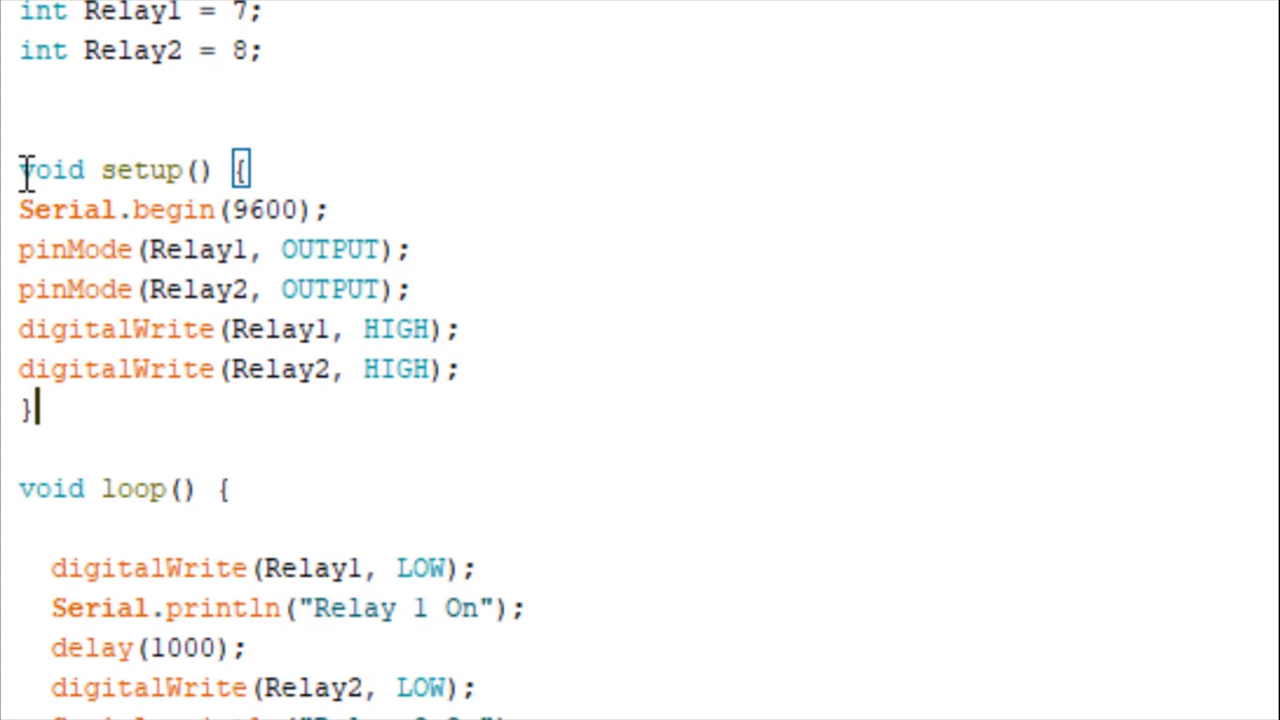 int Relay1 = 7;
int Relay2 = 8;
void setup() {
Serial.begin(9600);
pinMode(Relay1, OUTPUT);
pinMode(Relay2, OUTPUT);
digitalWrite(Relay1, HIGH);
digitalWrite(Relay2, HIGH);
}
void loop() {
digitalWrite(Relay1, LOW);
Serial.println("Relay 1 On");
delay(1000);
digitalWrite(Relay2, LOW);